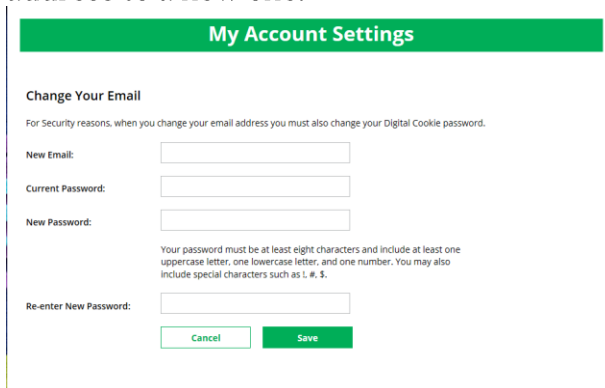 My Account Settings
Change Your Email
For Security reasons, when you change your email address you must also change your Digital Cookie password.
New Email:
Current Password:
New Password:
Your password must be at least eight characters and include at least one
uppercase letter, one lowercase letter, and one number. You may also
include special characters such as !, #, $.
Re-enter New Password:
Cancel Save